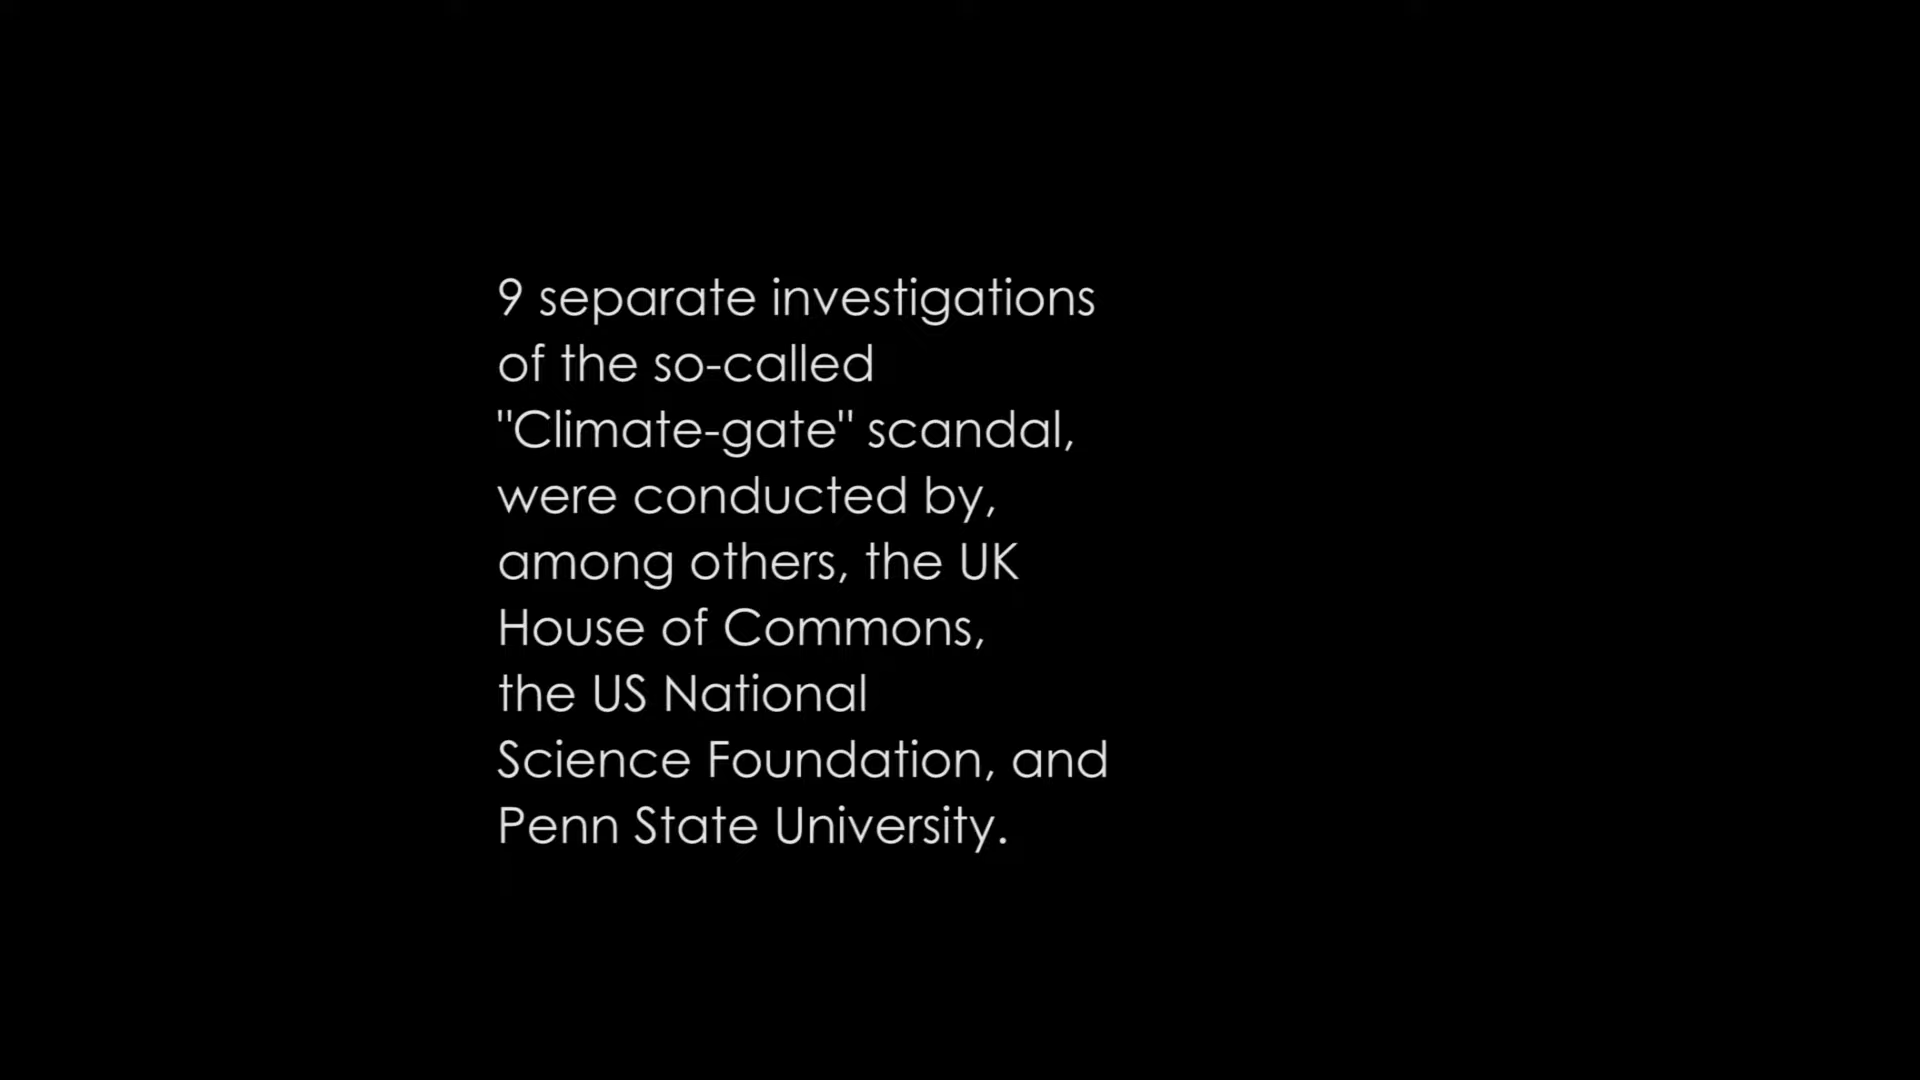 9 separate investigations
of the so-called
"Climate-gate" scandal,
were conducted by,
among others, the UK
House of Commons,
the US National
Science Foundation, and
Penn State University.